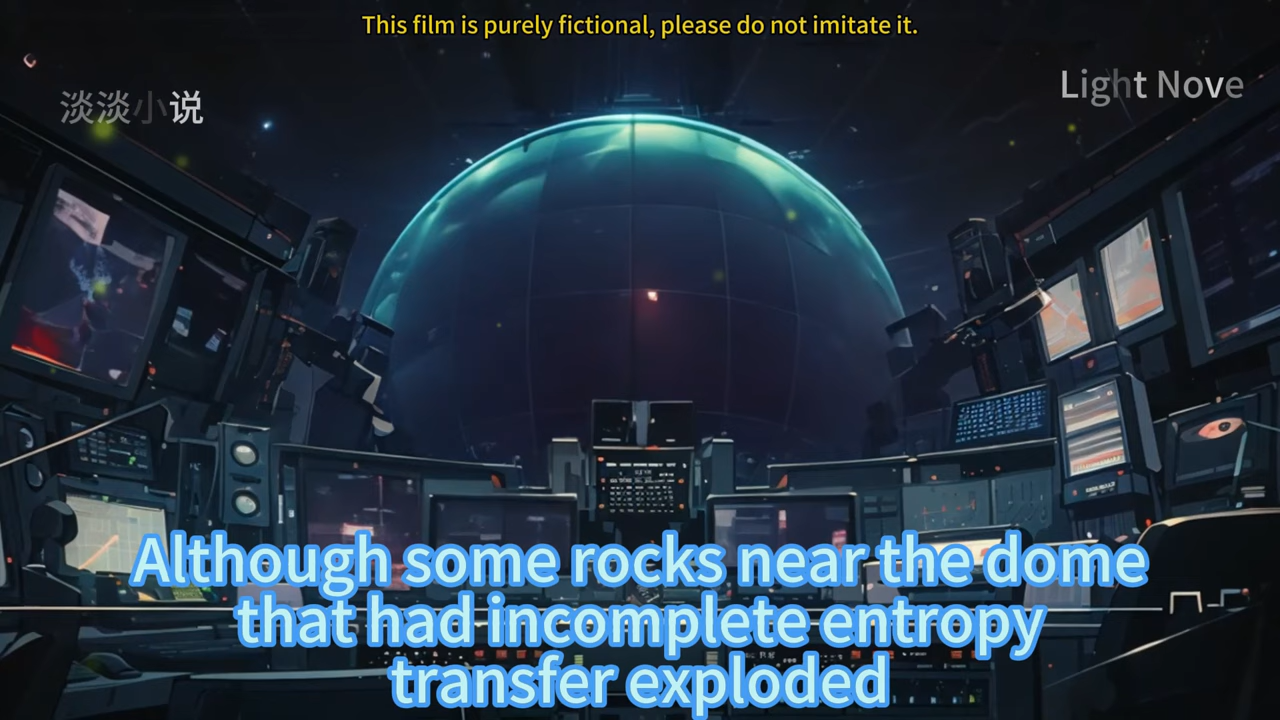 This film is purely fictional, please do not imitate it.
淡淡小说
Light Nove
Although some rocks near the dome
that had incomplete entropy
transfer exploded